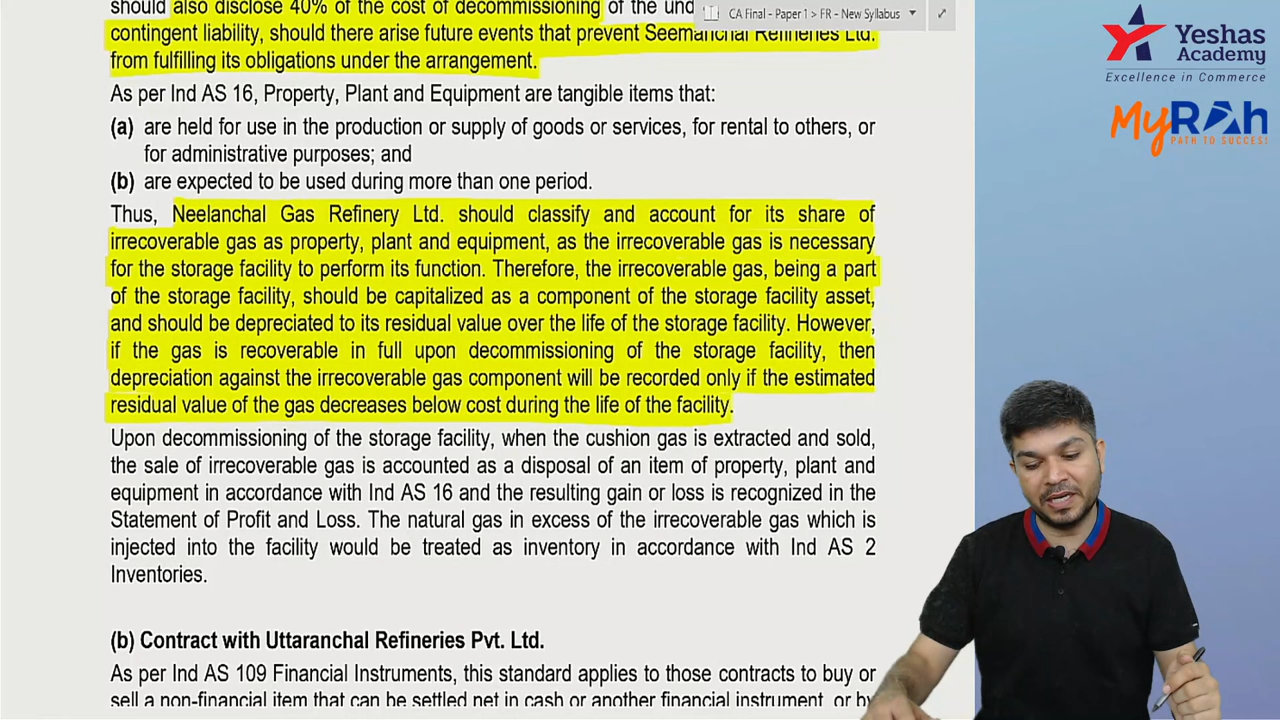 should also disclose 40% of the cost of decommissioning of the und
CA Final - Paper 1 > FR - New Syllabus
contingent liability, should there arise future events that prevent Seemanchal Refineries Ltd.
from fulfilling its obligations under the arrangement.
As per Ind AS 16, Property, Plant and Equipment are tangible items that:
(a) are held for use in the production or supply of goods or services, for rental to others, or
for administrative purposes; and
(b) are expected to be used during more than one period.
Thus, Neelanchal Gas Refinery Ltd. should classify and account for its share of
irrecoverable gas as property, plant and equipment, as the irrecoverable gas is necessary
for the storage facility to perform its function. Therefore, the irrecoverable gas, being a part
of the storage facility, should be capitalized as a component of the storage facility asset,
and should be depreciated to its residual value over the life of the storage facility. However,
if the gas is recoverable in full upon decommissioning of the storage facility, then
depreciation against the irrecoverable gas component will be recorded only if the estimated
residual value of the gas decreases below cost during the life of the facility.
Upon decommissioning of the storage facility, when the cushion gas is extracted and sold,
the sale of irrecoverable gas is accounted as a disposal of an item of property, plant and
equipment in accordance with Ind AS 16 and the resulting gain or loss is recognized in the
Statement of Profit and Loss. The natural gas in excess of the irrecoverable gas which is
injected into the facility would be treated as inventory in accordance with Ind AS 2
Inventories.
(b) Contract with Uttaranchal Refineries Pvt. Ltd.
As per Ind AS 109 Financial Instruments, this standard applies to those contracts to buy or
sell a non-financial item that can be settled net in cash or another financial instrument, or by
Yeshas
Academy
Excellence in Commerce
MyRAh
PATH TO SUCCESS